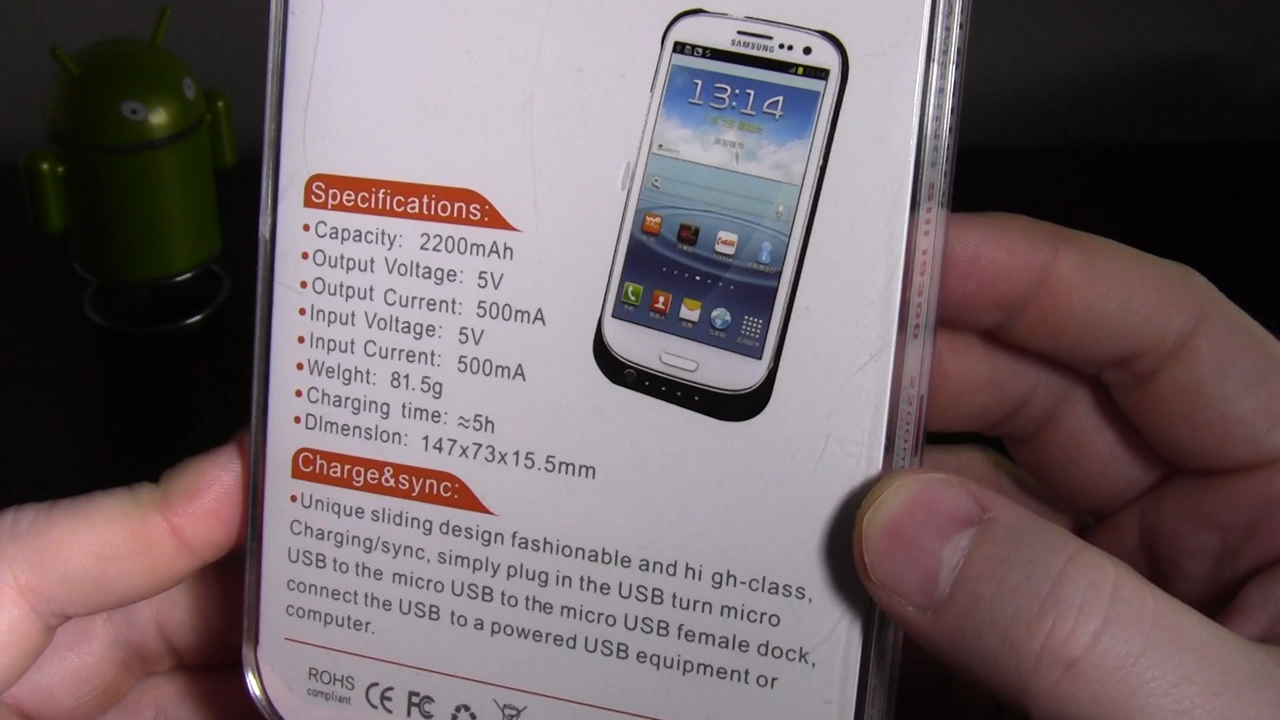 SAMSUNG
13:14
Specifications:
•Capacity: 2200mAh
•Output Voltage: 5V
•Output Current: 500mA
•Input Voltage: 5V
•Input Current: 500mA
•Weight: 81.5g
•Charging time: ≈5h
•DImensIon: 147x73x15.5mm
Charge&sync:
•Unique sliding design fashionable and hi gh-class,
Charging/sync, simply plug in the USB turn micro
USB to the micro USB to the micro USB female dock,
connect the USB to a powered USB equipment or
computer.
ROHS
compliant
CE FC